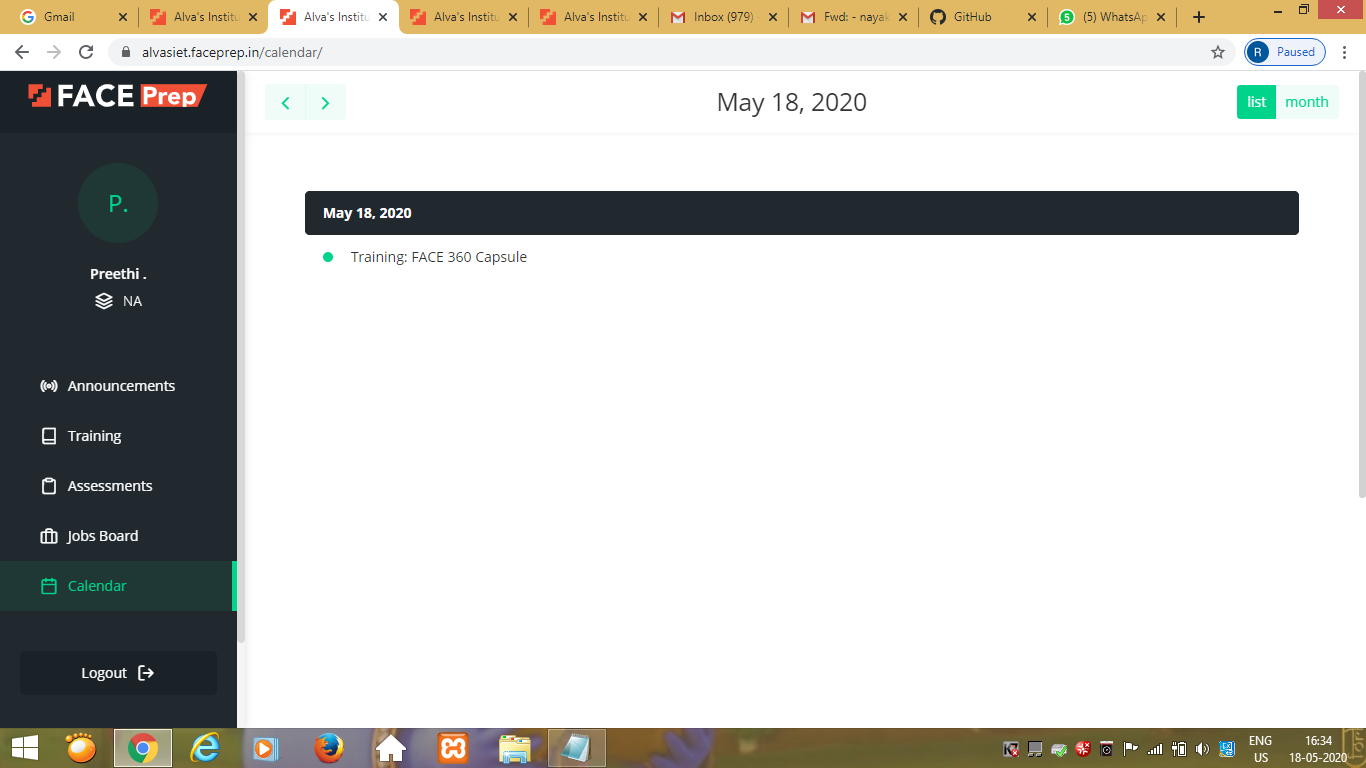 Gmail
Alva's Institu
Alva's Institu
Alva's Institu
Alva's Institu
Inbox (979)
Fwd: - nayak
GitHub
(5) WhatsAp
alvasiet.faceprep.in/calendar/
R Paused
FACE Prep
May 18, 2020
list month
P.
Preethi .
NA
May 18, 2020
Training: FACE 360 Capsule
Announcements
Training
Assessments
Jobs Board
Calendar
Logout
ENG
US
16:34
18-05-2020